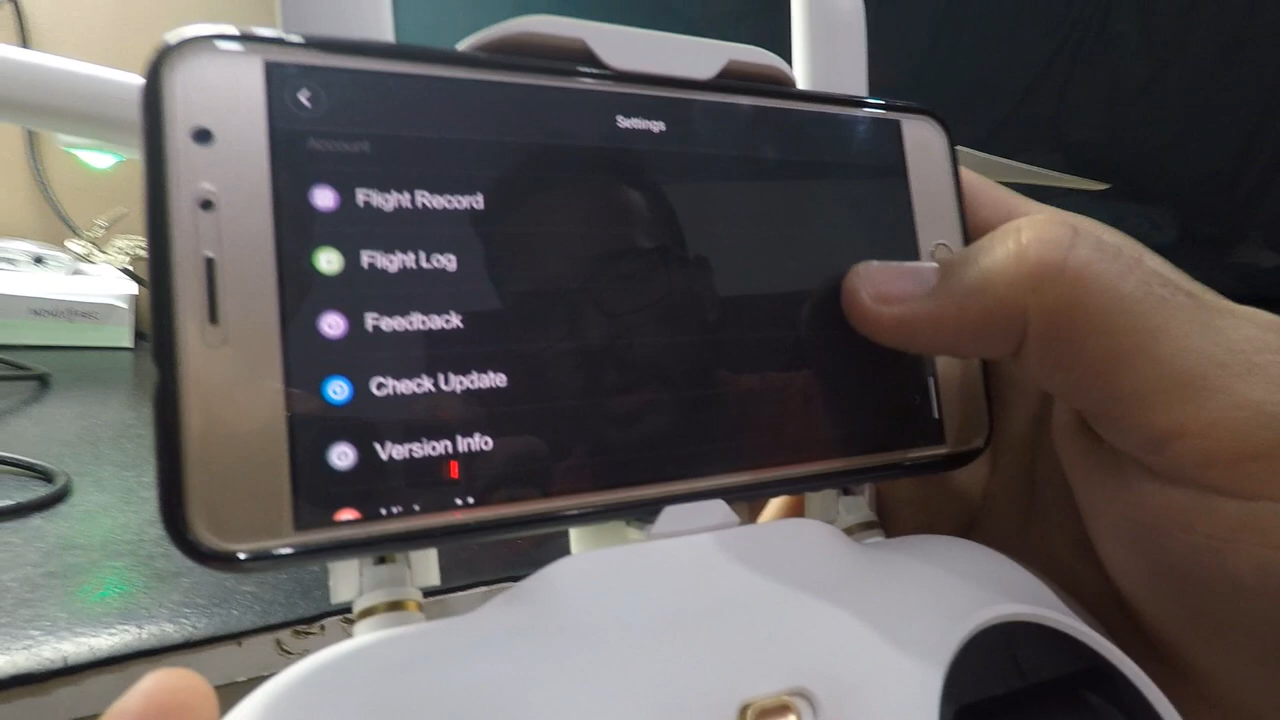 Settings
Account
Flight Record
Flight Log
Feedback
Check Update
Version Info